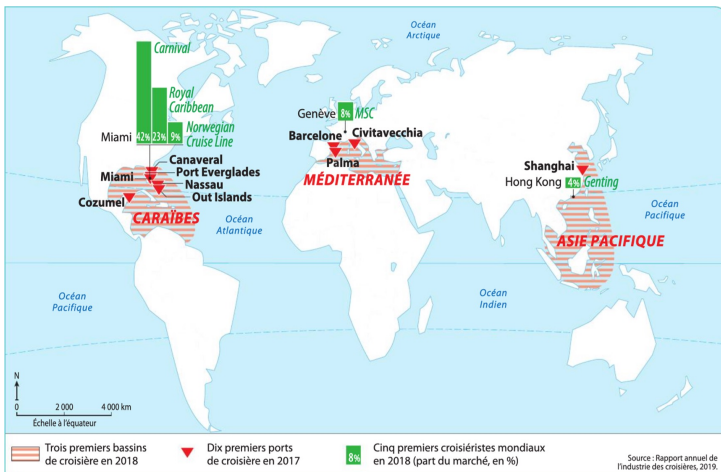 Océan
Arctique
Carnival
Royal
Caribbean
Norwegian
Cruise Line
Miami
42%
23%
9%
Genève
8%
MSC
Barcelone
Civitavecchia
Palma
MÉDITERRANÉE
Canaveral
Port Everglades
Miami
Nassau
Out Islands
Cozumel
CARAÏBES
Océan
Atlantique
Shanghai
Hong Kong
4%
Genting
Océan
Pacifique
ASIE PACIFIQUE
Océan
Pacifique
Océan
Indien
N
0
2 000
4 000 km
Échelle à l'équateur
Trois premiers bassins
de croisière en 2018
Dix premiers ports
de croisière en 2017
8%
Cinq premiers croisiéristes mondiaux
en 2018 (part du marché, en %)
Source : Rapport annuel de
l'industrie des croisières, 2019.